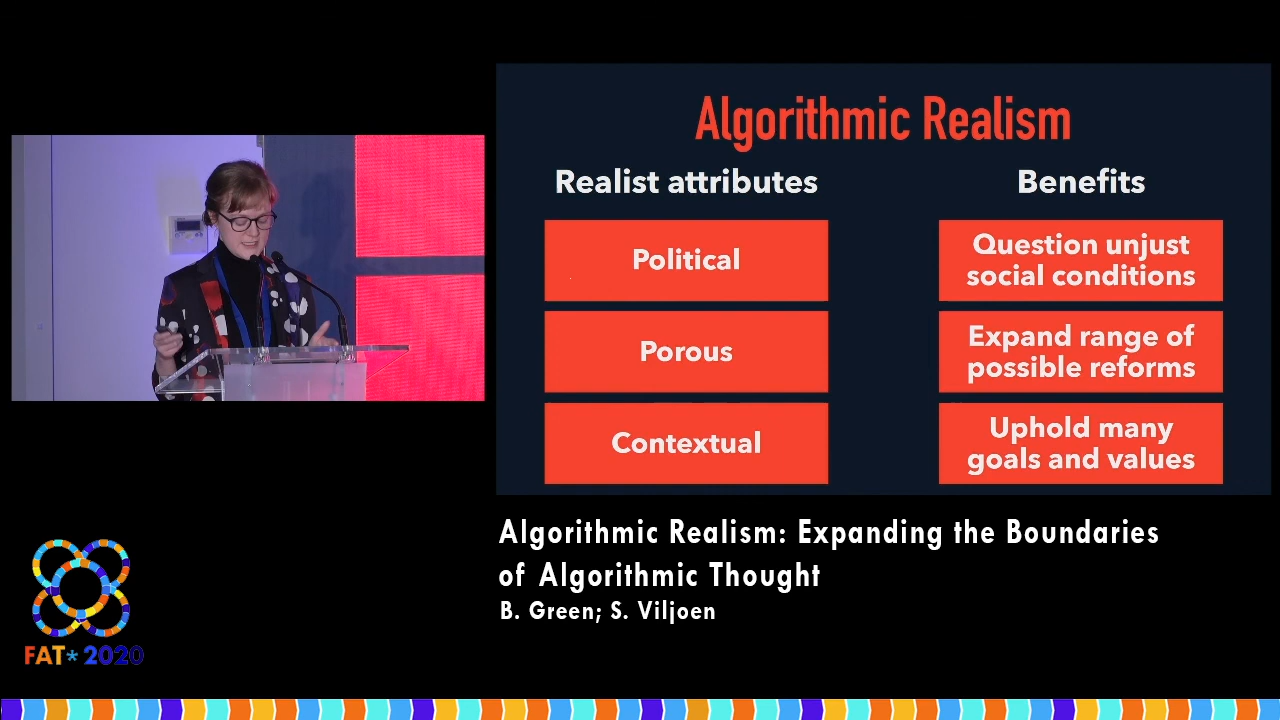 Algorithmic Realism
Realist attributes
Benefits
Political
Question unjust
social conditions
Porous
Expand range of
possible reforms
Contextual
Uphold many
goals and values
Algorithmic Realism: Expanding the Boundaries
of Algorithmic Thought
B. Green; S. Viljoen
FAT* 2020